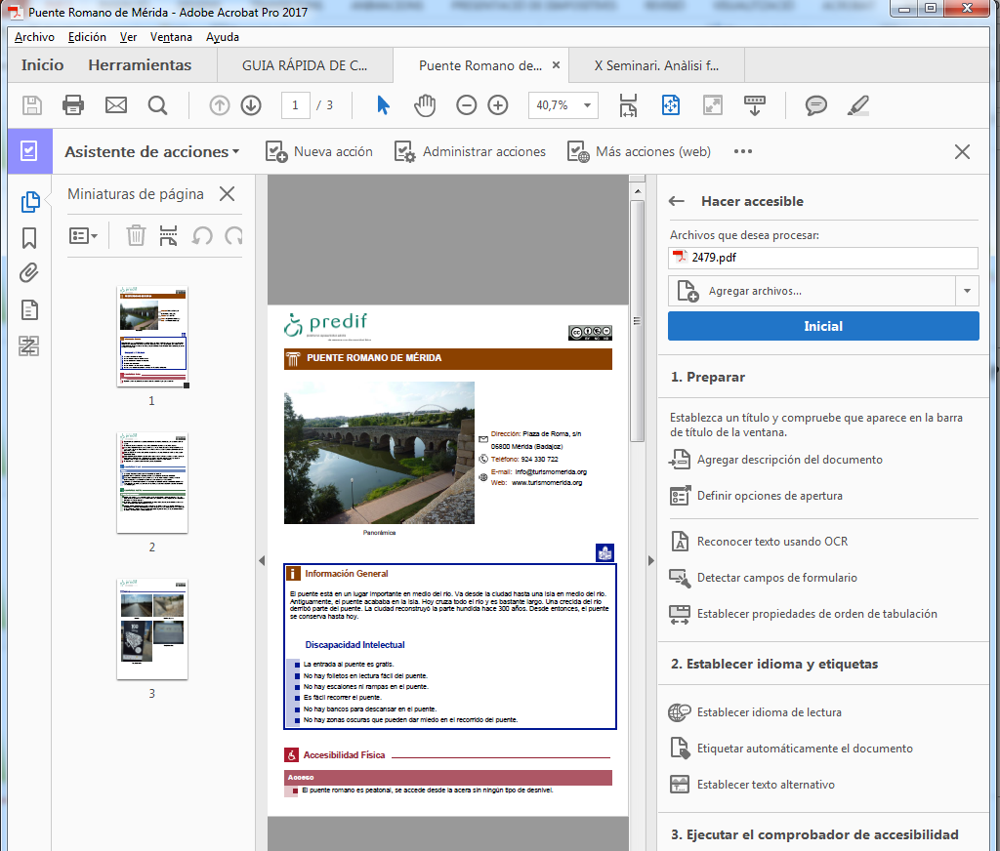 Puente Romano de Mérida - Adobe Acrobat Pro 2017
Archivo Edición Ver Ventana Ayuda
Inicio Herramientas GUIA RÁPIDA DE C... Puente Romano de... × X Seminari. Anàlisi f...
1 / 3 40,7%
Asistente de acciones Nueva acción Administrar acciones Más acciones (web) •••
Miniaturas de página
1
2
3
predif
PUENTE ROMANO DE MÉRIDA
Dirección: Plaza de Roma, s/n
06800 Mérida (Badajoz)
Teléfono: 924 330 722
E-mail: info@turismomerida.org
Web: www.turismomerida.org
Panorámica
Información General
El puente está en un lugar importante en medio del río. Va desde la ciudad hasta una isla en medio del río.
Antiguamente, el puente acababa en la isla. Hoy cruza todo el río y es bastante largo. Una crecida del río
derribó parte del puente. La ciudad reconstruyó la parte hundida hace 300 años. Desde entonces, el puente
se conserva hasta hoy.
Discapacidad Intelectual
La entrada al puente es gratis.
No hay folletos en lectura fácil del puente.
No hay escalones ni rampas en el puente.
Es fácil recorrer el puente.
No hay bancos para descansar en el puente.
No hay zonas oscuras que pueden dar miedo en el recorrido del puente.
Accesibilidad Física
Acceso
El puente romano es peatonal, se accede desde la acera sin ningún tipo de desnivel.
Hacer accesible
Archivos que desea procesar:
2479.pdf
Agregar archivos...
Inicial
1. Preparar
Establezca un título y compruebe que aparece en la barra
de título de la ventana.
Agregar descripción del documento
Definir opciones de apertura
Reconocer texto usando OCR
Detectar campos de formulario
Establecer propiedades de orden de tabulación
2. Establecer idioma y etiquetas
Establecer idioma de lectura
Etiquetar automáticamente el documento
Establecer texto alternativo
3. Ejecutar el comprobador de accesibilidad